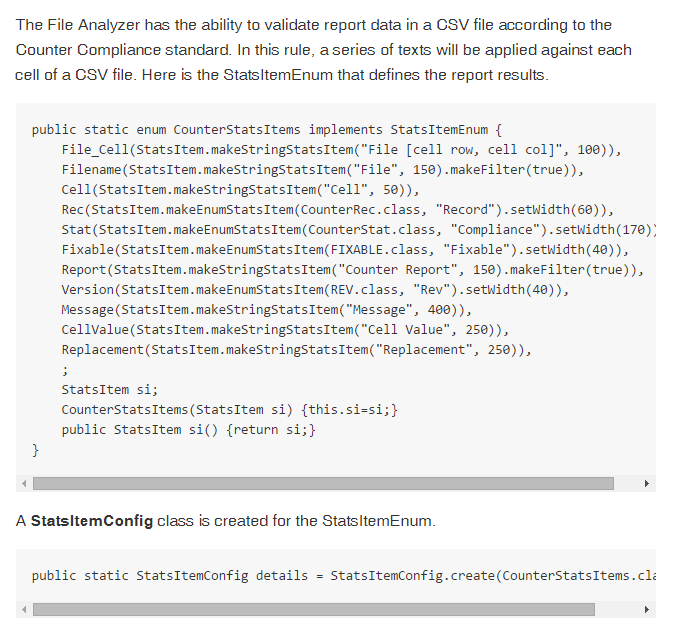 The File Analyzer has the ability to validate report data in a CSV file according to the
Counter Compliance standard. In this rule, a series of texts will be applied against each
cell of a CSV file. Here is the StatsItemEnum that defines the report results.
public static enum CounterStatsItems implements StatsItemEnum {
    File_Cell(StatsItem.makeStringStatsItem("File [cell row, cell col]", 100)),
    Filename(StatsItem.makeStringStatsItem("File", 150).makeFilter(true)),
    Cell(StatsItem.makeStringStatsItem("Cell", 50)),
    Rec(StatsItem.makeEnumStatsItem(CounterRec.class, "Record").setWidth(60)),
    Stat(StatsItem.makeEnumStatsItem(CounterStat.class, "Compliance").setWidth(170))
    Fixable(StatsItem.makeEnumStatsItem(FIXABLE.class, "Fixable").setWidth(40)),
    Report(StatsItem.makeStringStatsItem("Counter Report", 150).makeFilter(true)),
    Version(StatsItem.makeEnumStatsItem(REV.class, "Rev").setWidth(40)),
    Message(StatsItem.makeStringStatsItem("Message", 400)),
    CellValue(StatsItem.makeStringStatsItem("Cell Value", 250)),
    Replacement(StatsItem.makeStringStatsItem("Replacement", 250)),
    ;
    StatsItem si;
    CounterStatsItems(StatsItem si) {this.si=si;}
    public StatsItem si() {return si;}
}
A StatsItemConfig class is created for the StatsItemEnum.
public static StatsItemConfig details = StatsItemConfig.create(CounterStatsItems.cla